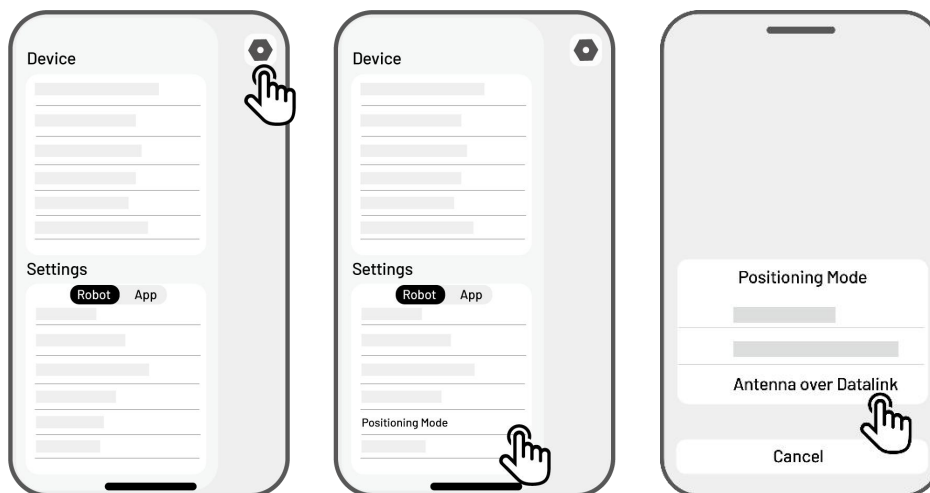 Device
Settings
Robot App
Device
Settings
Robot App
Positioning Mode
Positioning Mode
Antenna over Datalink
Cancel